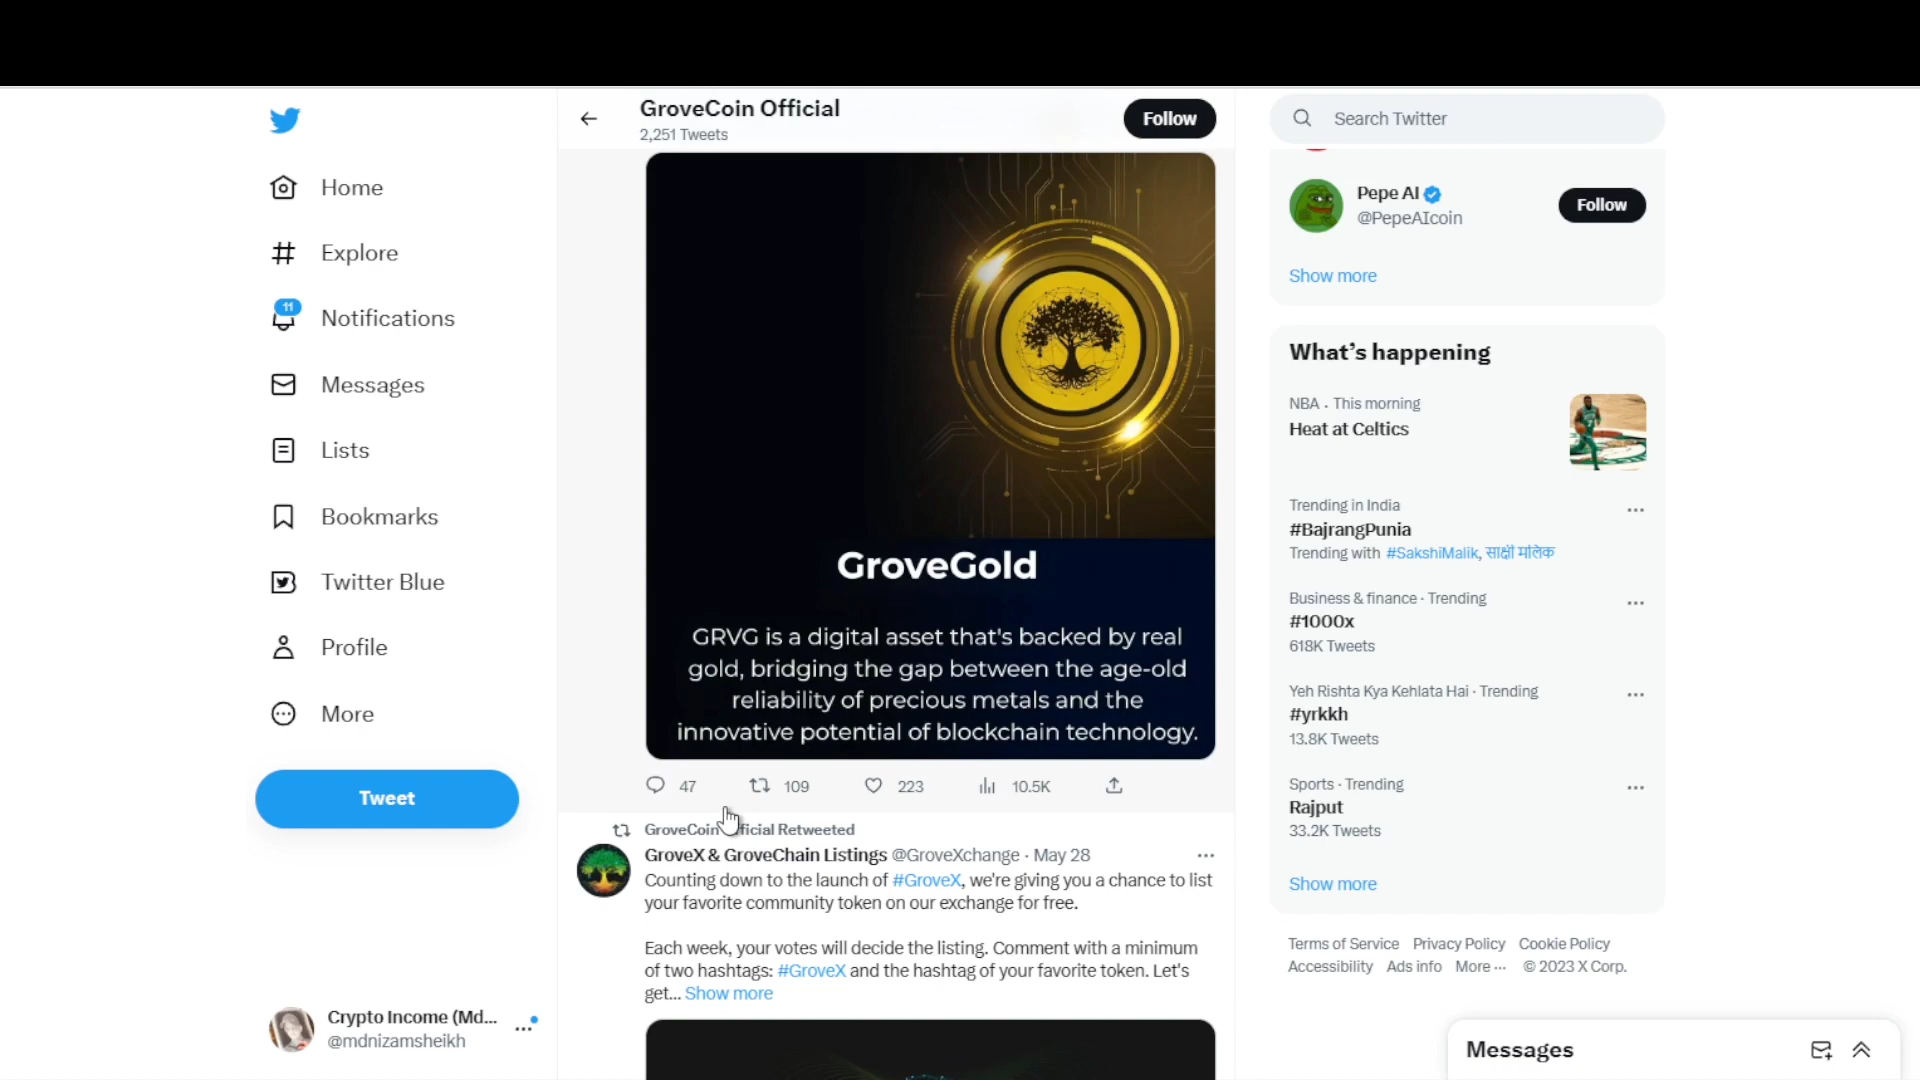 Home
Explore
11
Notifications
Messages
Lists
Bookmarks
Twitter Blue
Profile
More
Tweet
Crypto Income (Md...
@mdnizamsheikh
GroveCoin Official
2,251 Tweets
Follow
GroveGold
GRVG is a digital asset that's backed by real
gold, bridging the gap between the age-old
reliability of precious metals and the
innovative potential of blockchain technology.
47 109 223 10.5K
GroveCoin Official Retweeted
GroveX & GroveChain Listings @GroveXchange · May 28
Counting down to the launch of #GroveX, we're giving you a chance to list
your favorite community token on our exchange for free.
Each week, your votes will decide the listing. Comment with a minimum
of two hashtags: #GroveX and the hashtag of your favorite token. Let's
get... Show more
Search Twitter
Pepe AI
@PepeAIcoin
Follow
Show more
What's happening
NBA · This morning
Heat at Celtics
Trending in India
#BajrangPunia
Trending with #SakshiMalik, साक्षी मलिक
Business & finance · Trending
#1000x
618K Tweets
Yeh Rishta Kya Kehlata Hai · Trending
#yrkkh
13.8K Tweets
Sports · Trending
Rajput
33.2K Tweets
Show more
Terms of Service Privacy Policy Cookie Policy
Accessibility Ads info More ··· © 2023 X Corp.
Messages